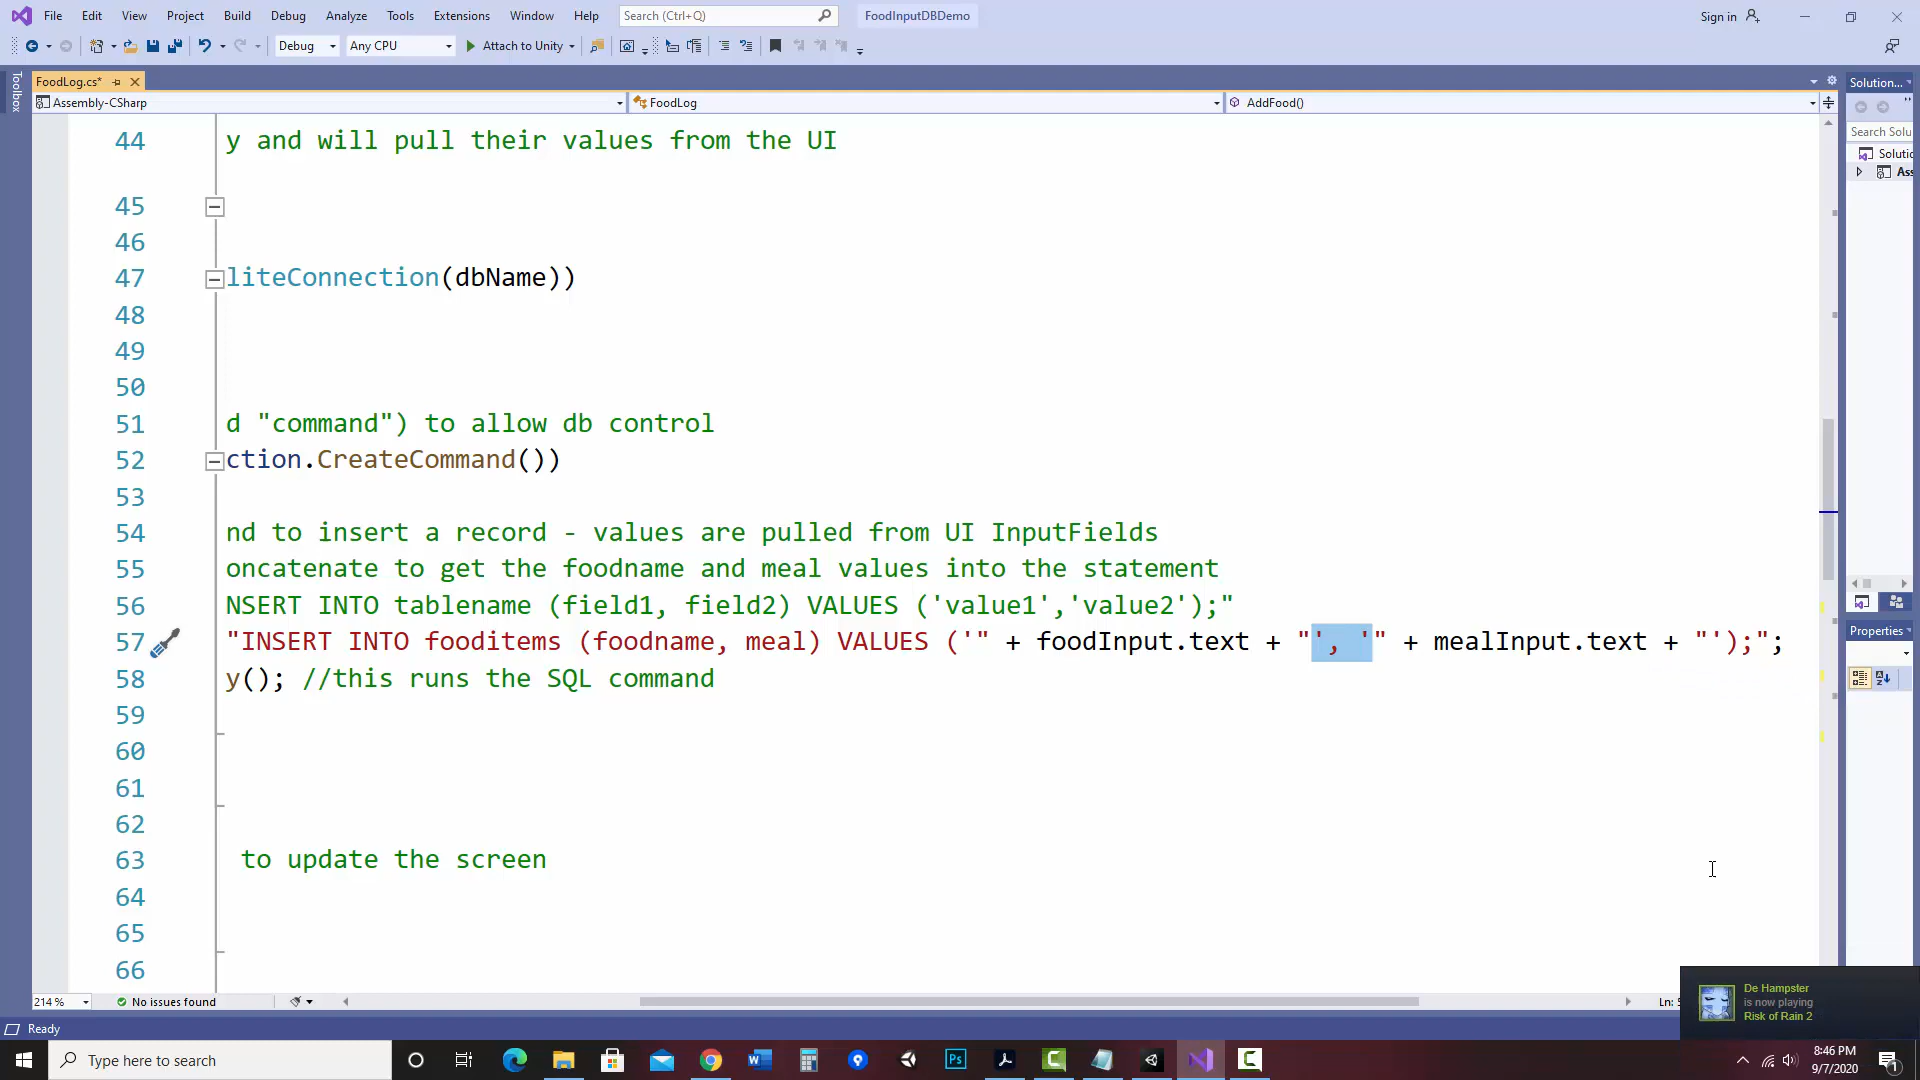 File Edit View Project Build Debug Analyze Tools Extensions Window Help Search (Ctrl+Q) FoodInputDBDemo Sign in
Debug Any CPU Attach to Unity
Toolbox
FoodLog.cs*
Assembly-CSharp FoodLog AddFood()
44 y and will pull their values from the UI
45
46
47 liteConnection(dbName))
48
49
50
51 d "command") to allow db control
52 ction.CreateCommand())
53
54 nd to insert a record - values are pulled from UI InputFields
55 oncatenate to get the foodname and meal values into the statement
56 NSERT INTO tablename (field1, field2) VALUES ('value1','value2');"
57 "INSERT INTO fooditems (foodname, meal) VALUES ('" + foodInput.text + "', '" + mealInput.text + "');";
58 y(); //this runs the SQL command
59
60
61
62
63 to update the screen
64
65
66
214 % No issues found Ln: 5
Ready
Solution...
Search Solu
Solutio
Ass
Properties
De Hampster
is now playing
Risk of Rain 2
Type here to search
Ps
8:46 PM
9/7/2020
1